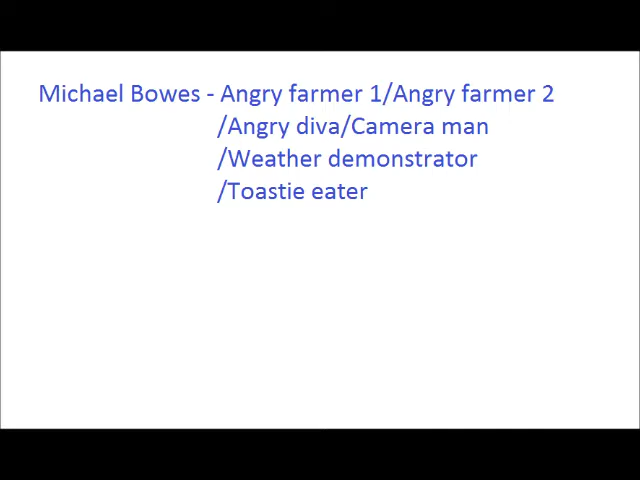 Michael Bowes - Angry farmer 1/Angry farmer 2
/Angry diva/Camera man
/Weather demonstrator
/Toastie eater